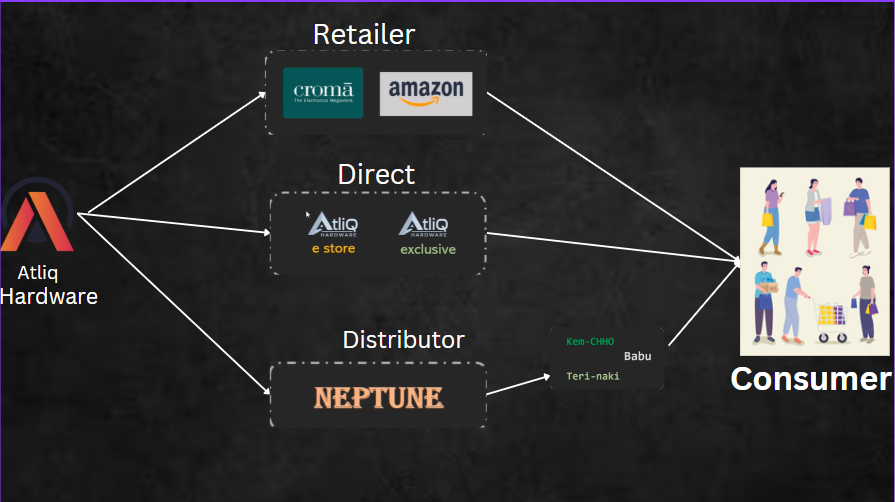 Retailer
cromā
The Electronics Megastore
amazon
Direct
AtliQ
HARDWARE
e store
AtliQ
HARDWARE
exclusive
Atliq
Hardware
Distributor
NEPTUNE
Kem-CHHO
Babu
Teri-naki
Consumer